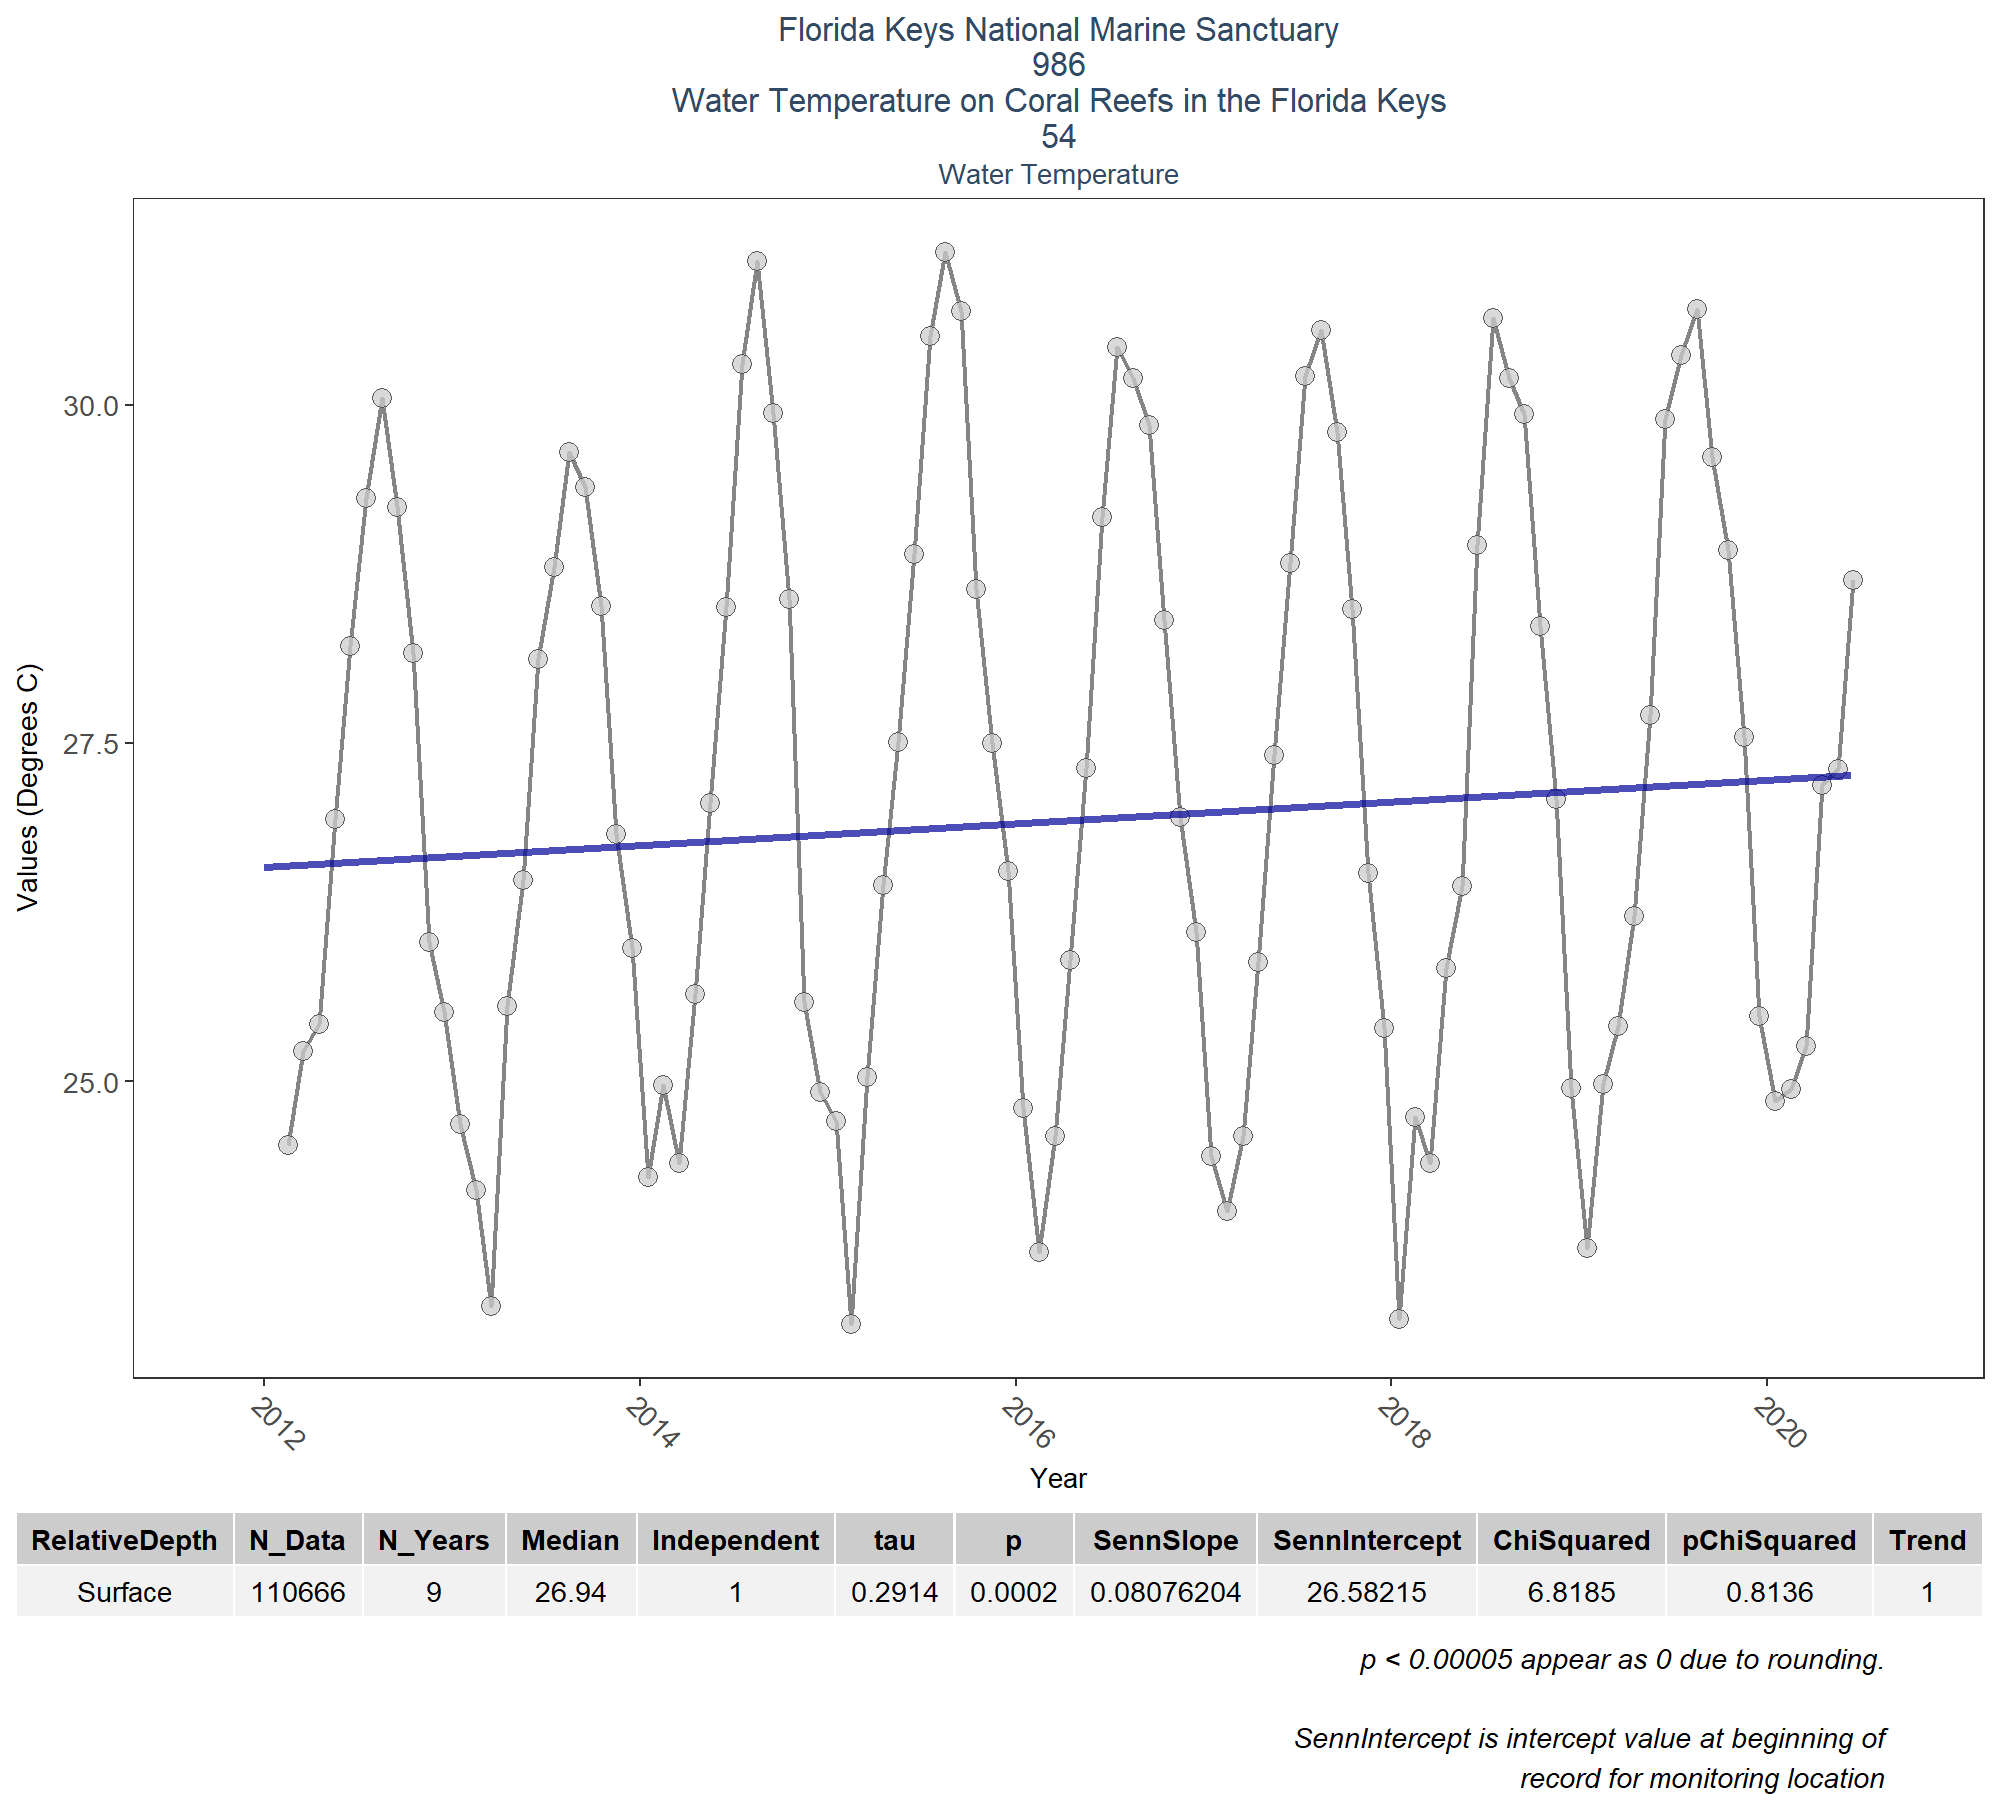 Florida Keys National Marine Sanctuary
986
Water Temperature on Coral Reefs in the Florida Keys
54
Water Temperature
Values (Degrees C)
30.0
27.5
25.0
2012
2014
2016
2018
2020
Year
RelativeDepth N_Data N_Years Median Independent tau p SennSlope SennIntercept ChiSquared pChiSquared Trend
Surface 110666 9 26.94 1 0.2914 0.0002 0.08076204 26.58215 6.8185 0.8136 1
p < 0.00005 appear as 0 due to rounding.
SennIntercept is intercept value at beginning of
record for monitoring location